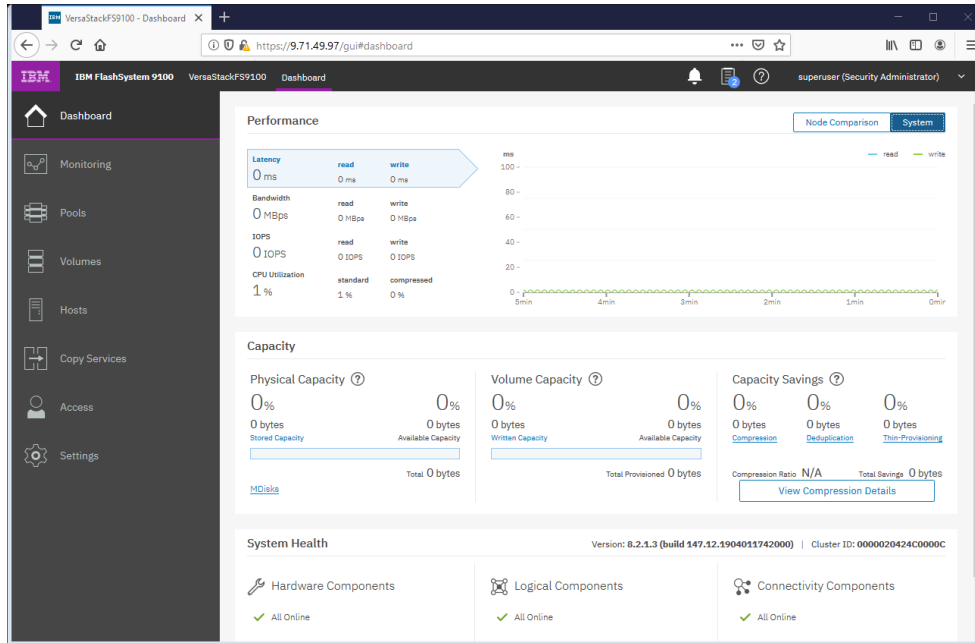 VersaStackFS9100 - Dashboard
https://9.71.49.97/gui#dashboard
IBM IBM FlashSystem 9100 VersaStackFS9100 Dashboard 2 superuser (Security Administrator)
Dashboard
Monitoring
Pools
Volumes
Hosts
Copy Services
Access
Settings
Performance
Node Comparison System
Latency read write
0 ms 0 ms 0 ms
Bandwidth read write
0 MBps 0 MBps 0 MBps
IOPS read write
0 IOPS 0 IOPS 0 IOPS
CPU Utilization standard compressed
1 % 1 % 0 %
ms read write
100
80
60
40
20
0
5min 4min 3min 2min 1min 0min
Capacity
Physical Capacity
0% 0%
0 bytes 0 bytes
Stored Capacity Available Capacity
Total 0 bytes
MDisks
Volume Capacity
0% 0%
0 bytes 0 bytes
Written Capacity Available Capacity
Total Provisioned 0 bytes
Capacity Savings
0% 0% 0%
0 bytes 0 bytes 0 bytes
Compression Deduplication Thin-Provisioning
Compression Ratio N/A Total Savings 0 bytes
View Compression Details
System Health Version: 8.2.1.3 (build 147.12.1904011742000) | Cluster ID: 0000020424C0000C
Hardware Components Logical Components Connectivity Components
All Online All Online All Online